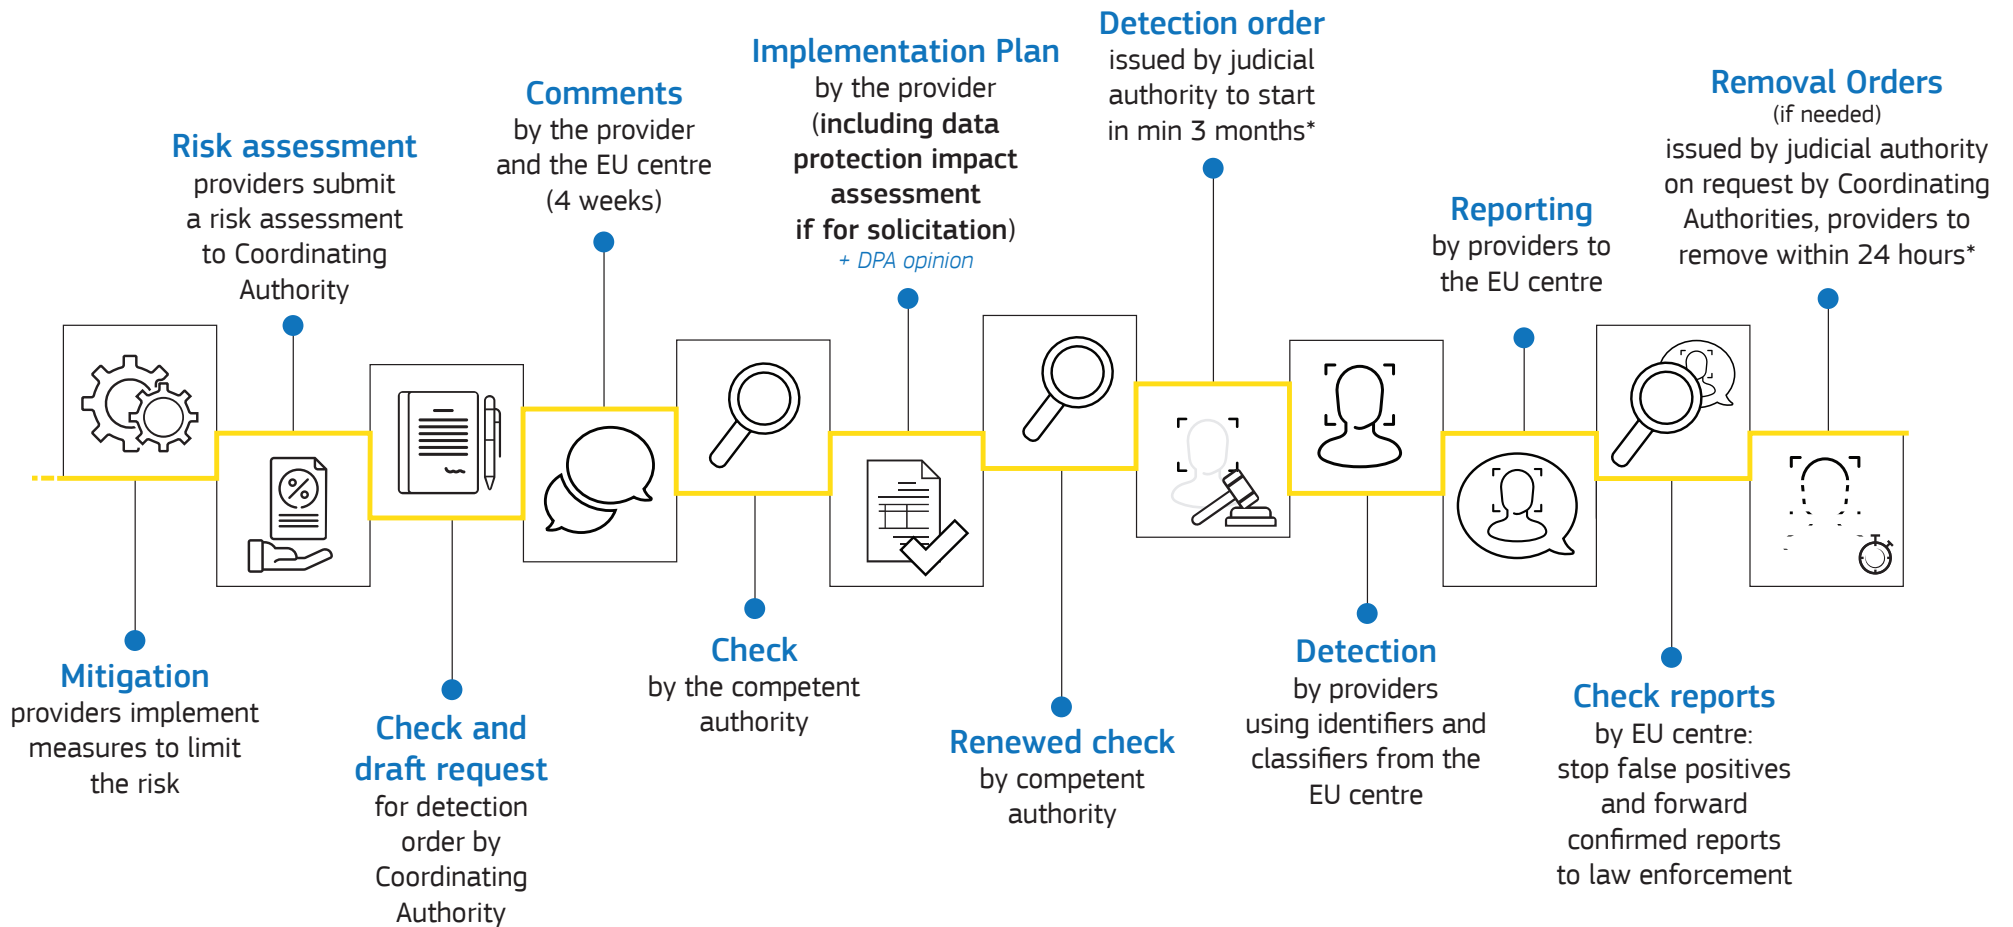 Mitigation
providers implement
measures to limit
the risk
Risk assessment
providers submit
a risk assessment
to Coordinating
Authority
Check and
draft request
for detection
order by
Coordinating
Authority
Comments
by the provider
and the EU centre
(4 weeks)
Check
by the competent
authority
Implementation Plan
by the provider
(including data
protection impact
assessment
if for solicitation)
+ DPA opinion
Renewed check
by competent
authority
Detection order
issued by judicial
authority to start
in min 3 months*
Detection
by providers
using identifiers and
classifiers from the
EU centre
Reporting
by providers to
the EU centre
Check reports
by EU centre:
stop false positives
and forward
confirmed reports
to law enforcement
Removal Orders
(if needed)
issued by judicial authority
on request by Coordinating
Authorities, providers to
remove within 24 hours*
%